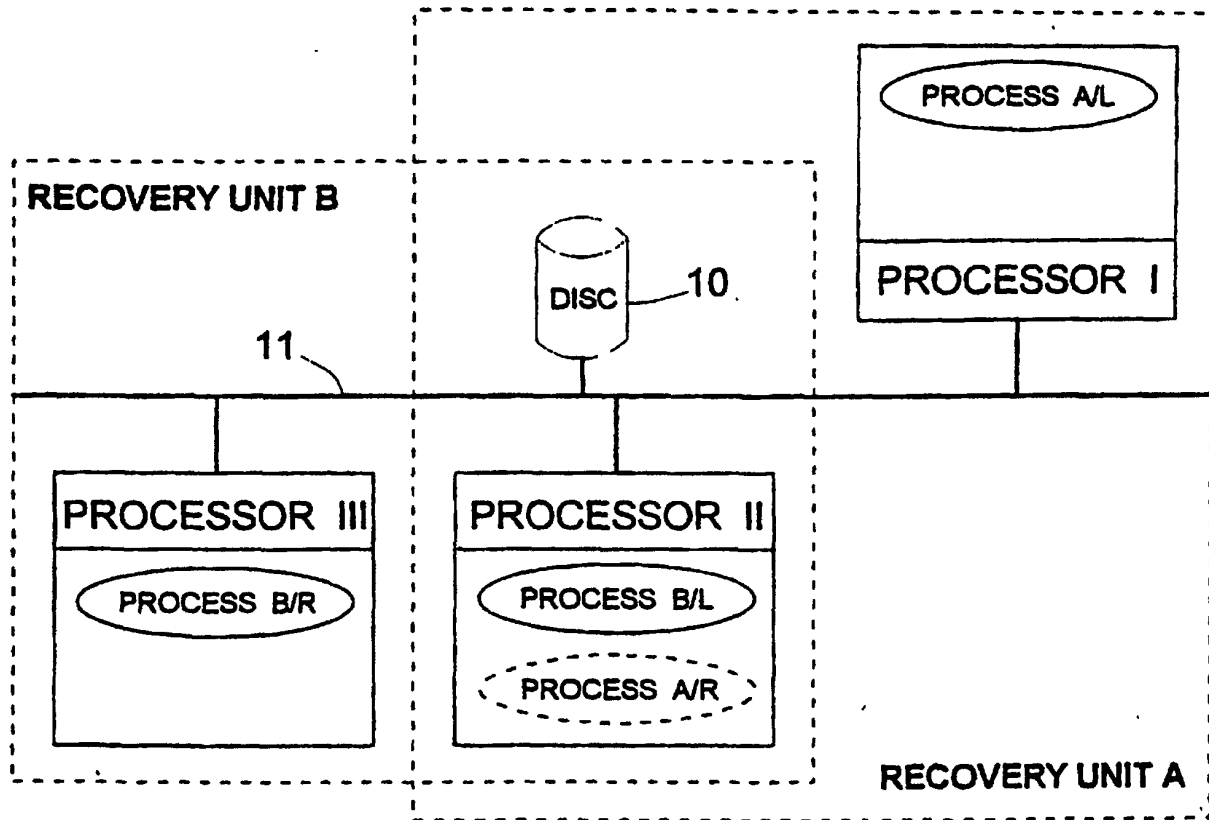 PROCESS A/L
RECOVERY UNIT B
PROCESSOR I
DISC
10
11
PROCESSOR III
PROCESSOR II
PROCESS B/R
PROCESS B/L
PROCESS A/R
RECOVERY UNIT A